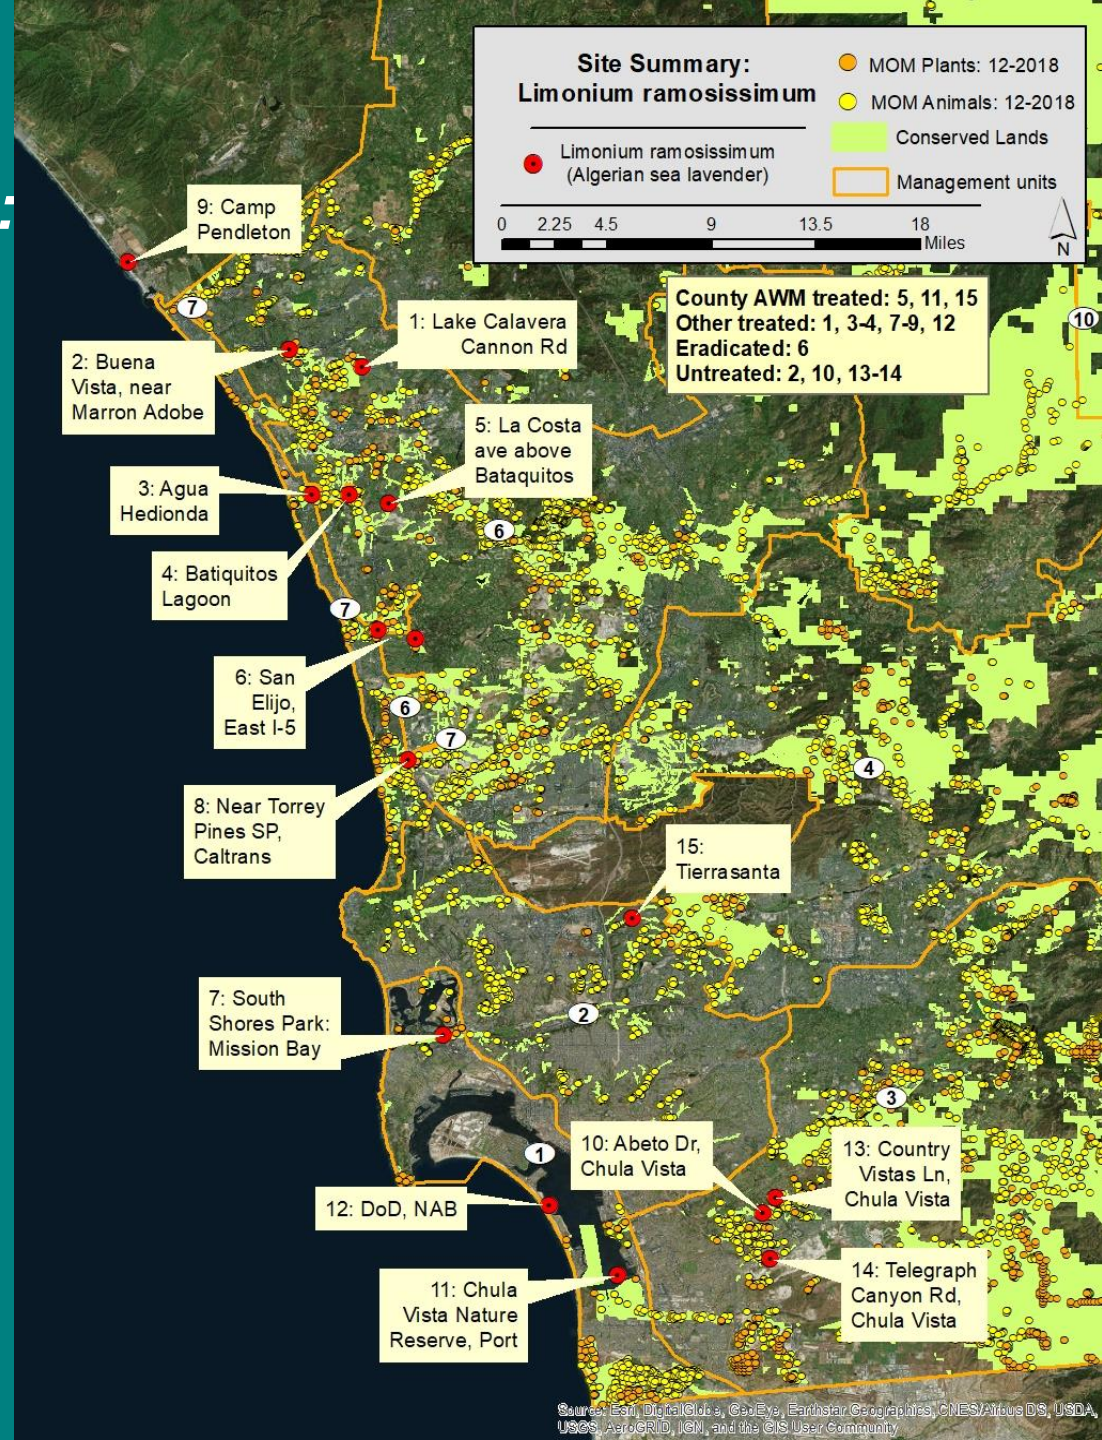 Site Summary:
Limonium ramosissimum
Limonium ramosissimum
(Algerian sea lavender)
MOM Plants: 12-2018
MOM Animals: 12-2018
Conserved Lands
Management units
0 2.25 4.5 9 13.5 18
Miles
N
County AWM treated: 5, 11, 15
Other treated: 1, 3-4, 7-9, 12
Eradicated: 6
Untreated: 2, 10, 13-14
9: Camp
Pendleton
7
10
1: Lake Calavera
Cannon Rd
2: Buena
Vista, near
Marron Adobe
5: La Costa
ave above
Bataquitos
3: Agua
Hedionda
6
4: Batiquitos
Lagoon
7
6: San
Elijo,
East I-5
6
7
4
8: Near Torrey
Pines SP,
Caltrans
15:
Tierrasanta
7: South
Shores Park:
Mission Bay
2
3
1
10: Abeto Dr,
Chula Vista
13: Country
Vistas Ln,
Chula Vista
12: DoD, NAB
14: Telegraph
Canyon Rd,
Chula Vista
11: Chula
Vista Nature
Reserve, Port
Source: Esri, DigitalGlobe, GeoEye, Earthstar Geographics, CNES/Airbus DS, USDA,
USGS, AeroGRID, IGN, and the GIS User Community